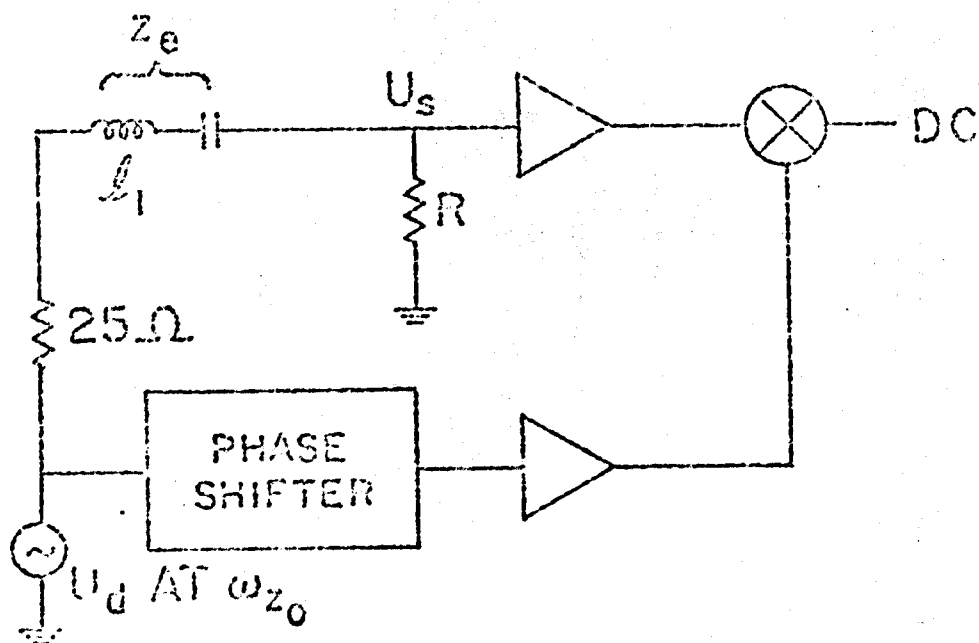 Z_e
ℓ_1
U_s
DC
R
25Ω
PHASE
SHIFTER
U_d AT ω_z₀